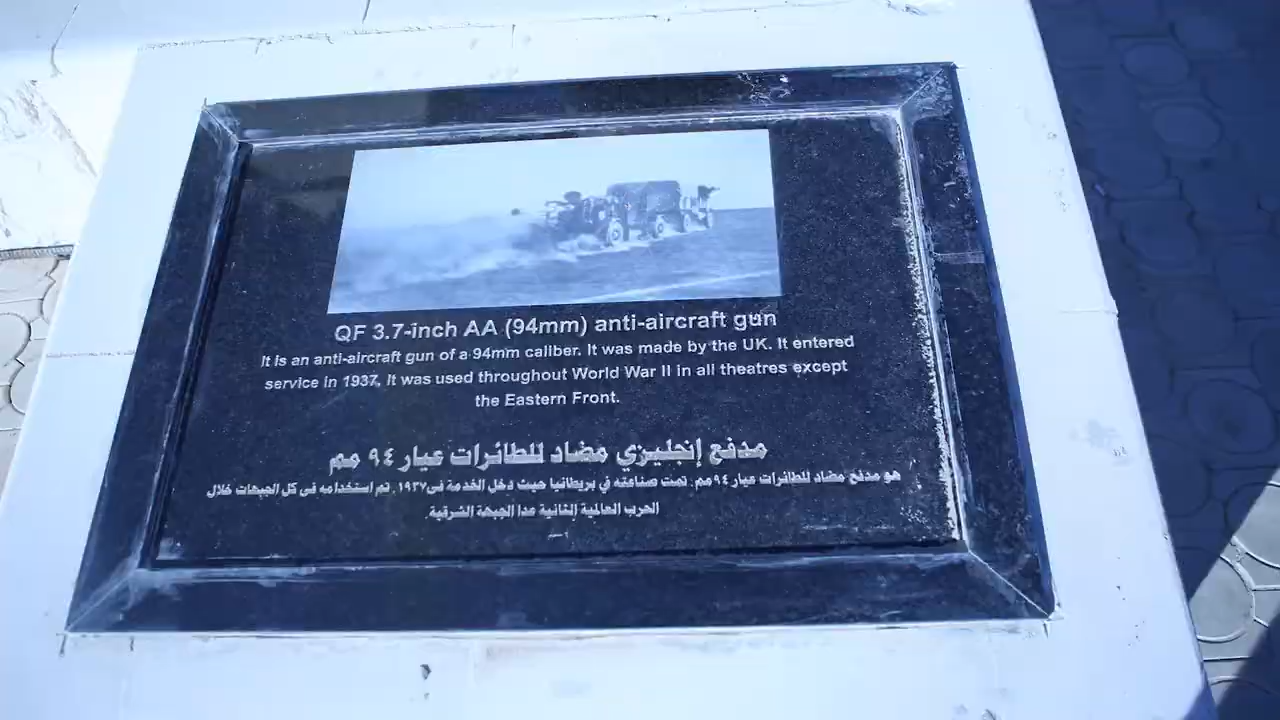 QF 3.7-inch AA (94mm) anti-aircraft gun
It is an anti-aircraft gun of a 94mm caliber. It was made by the UK. It entered
service in 1937, It was used throughout World War II in all theatres except
the Eastern Front.
مدفع إنجليزي مضاد للطائرات عيار ٩٤ مم
هو مدفع مضاد للطائرات عيار ٩٤مم. تمت صناعته في بريطانيا حيث دخل الخدمة فى١٩٣٧. تم استخدامه فى كل الجبهات خلال
الحرب العالمية الثانية عدا الجبهة الشرقية.